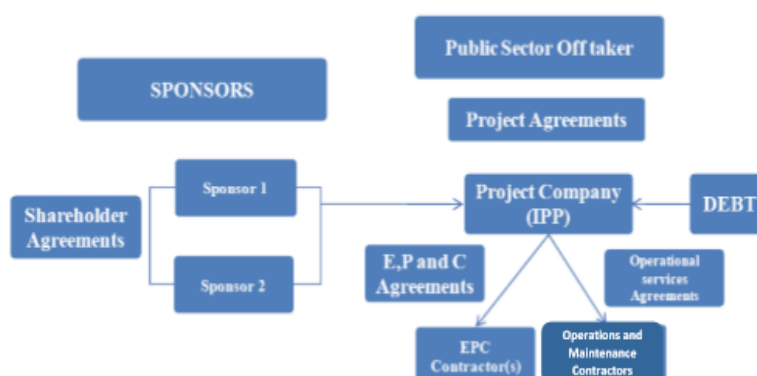 Public Sector Off taker
SPONSORS
Project Agreements
Sponsor 1
Project Company
(IPP)
DEBT
Shareholder
Agreements
E,P and C
Agreements
Operational
services
Agreements
Sponsor 2
EPC
Contractor(s)
Operations and
Maintenance
Contractors